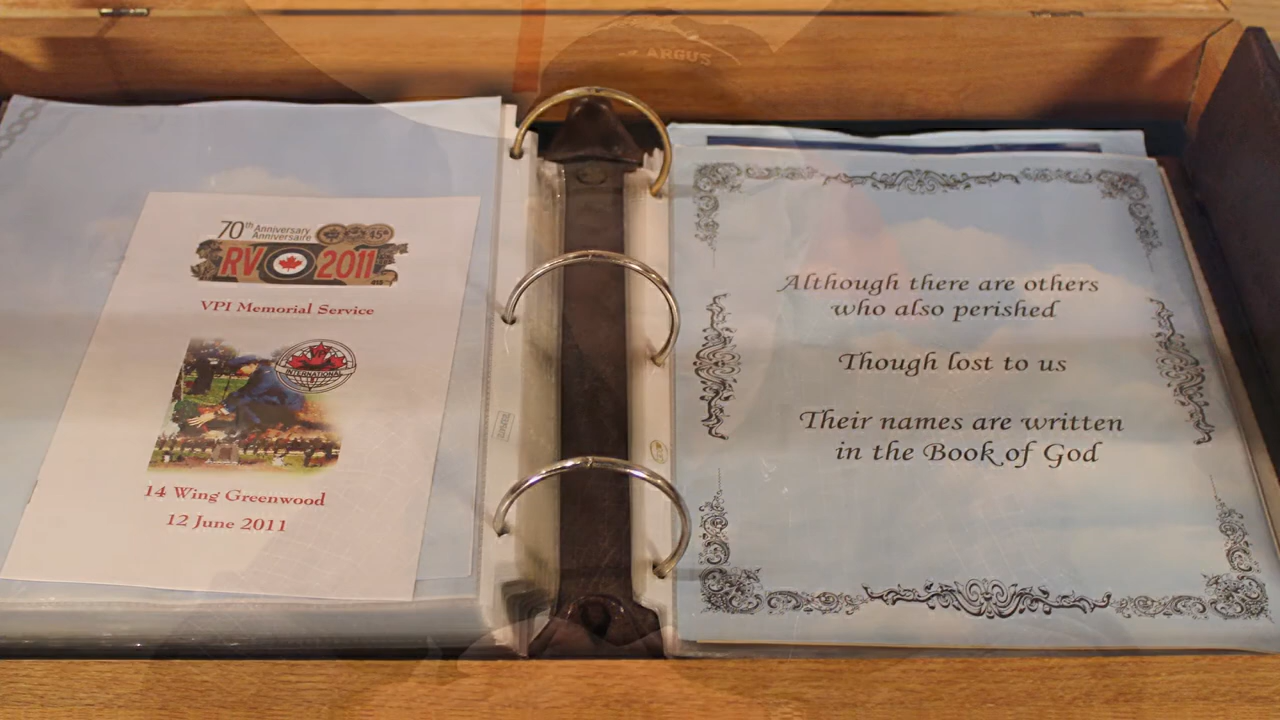 ARGUS
70th Anniversary
Anniversaire
RV 2011
VPI Memorial Service
VPI
INTERNATIONAL
14 Wing Greenwood
12 June 2011
Although there are others
who also perished
Though lost to us
Their names are written
in the Book of God